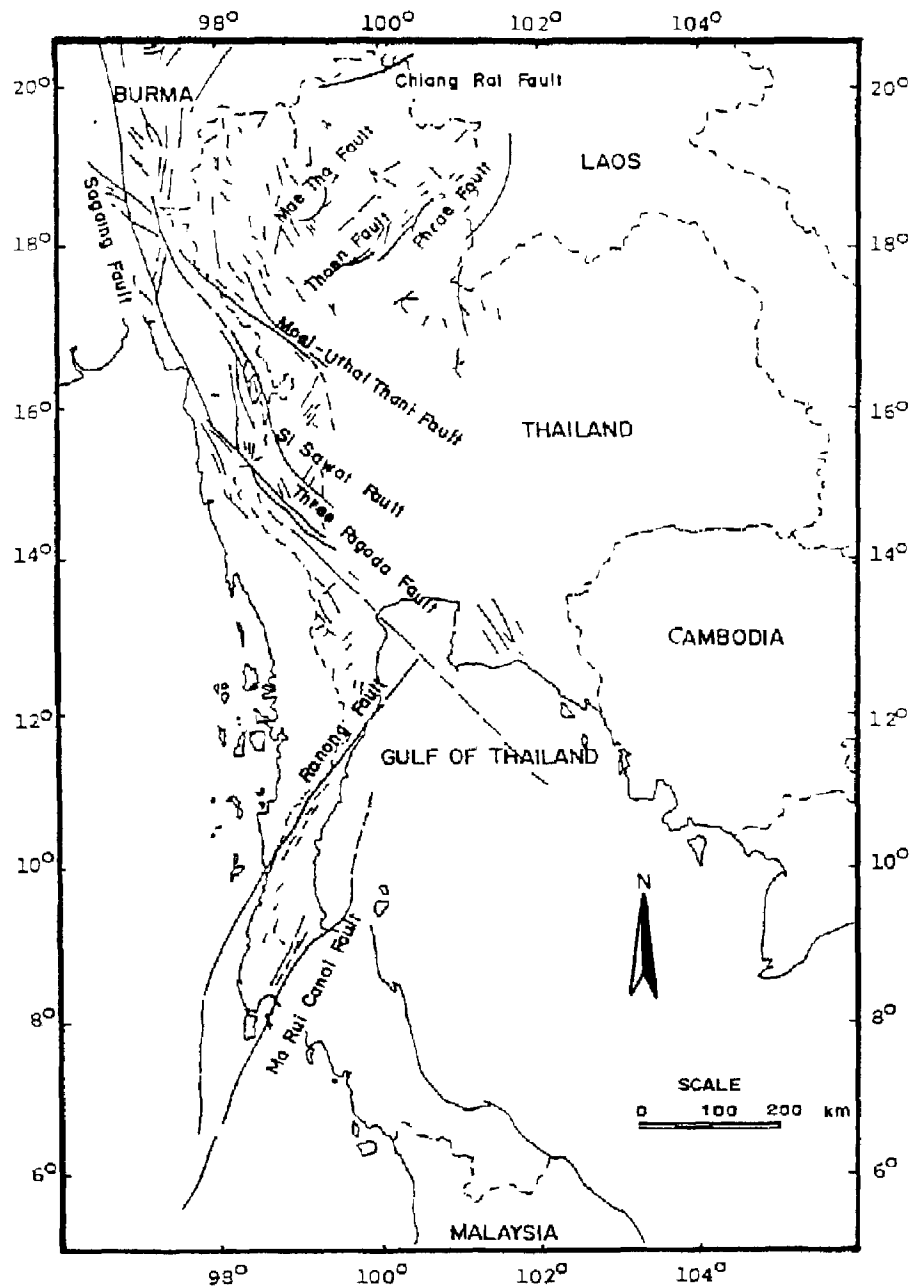 98° 100° 102° 104°
20° 20°
BURMA
Chiang Rai Fault
LAOS
Mae Tha Fault
Sagaing Fault
Thoen Fault
Phrae Fault
18° 18°
Moei-Uthai Thani Fault
16° 16°
THAILAND
Si Sawat Fault
Three Pagoda Fault
14° 14°
CAMBODIA
Ranong Fault
12° 12°
GULF OF THAILAND
10° 10°
N
Ma Rui Canal Fault
8° 8°
SCALE
0 100 200 km
6° 6°
MALAYSIA
98° 100° 102° 104°